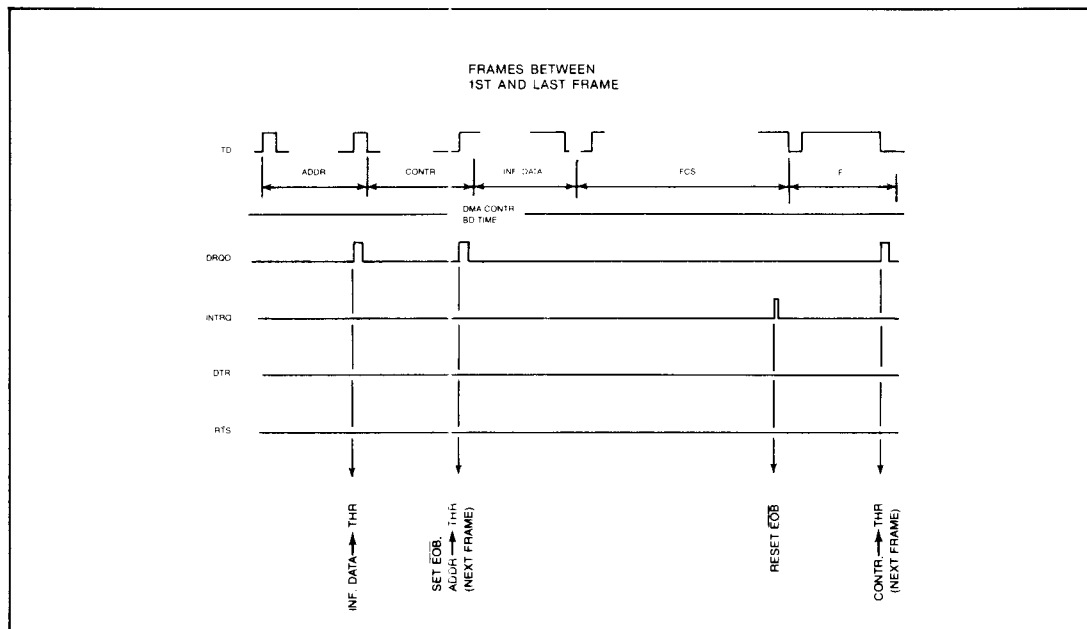 FRAMES BETWEEN
1ST AND LAST FRAME
TD
ADDR
CONTR
INF. DATA
FCS
F
DMA CONTR
BD TIME
DRQO
INTRQ
DTR
RTS
INF. DATA → THR
SET EOB.
ADDR → THR
(NEXT FRAME)
RESET EOB
CONTR. → THR
(NEXT FRAME)